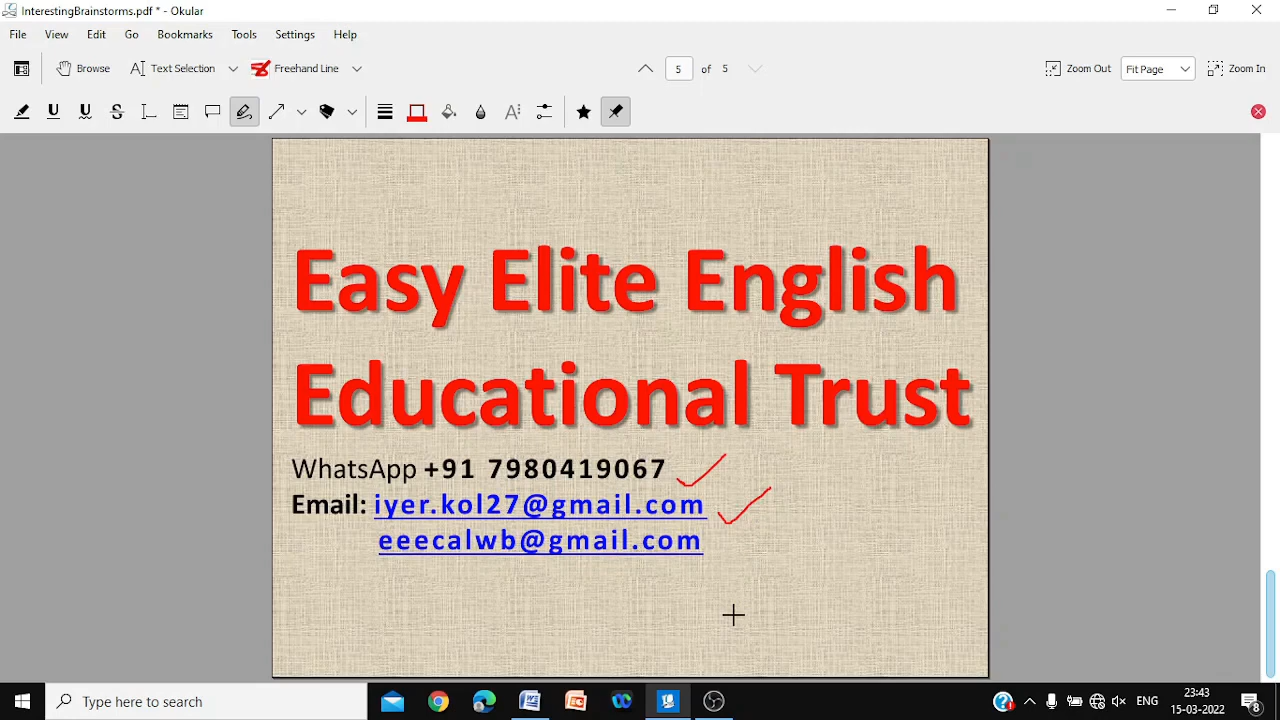 InterestingBrainstorms.pdf * - Okular
File View Edit Go Bookmarks Tools Settings Help
Browse Text Selection Freehand Line 5 of 5 Zoom Out Fit Page Zoom In
Easy Elite English
Educational Trust
WhatsApp +91 7980419067
Email: iyer.kol27@gmail.com
eeecalwb@gmail.com
Type here to search
ENG
23:43
15-03-2022
8